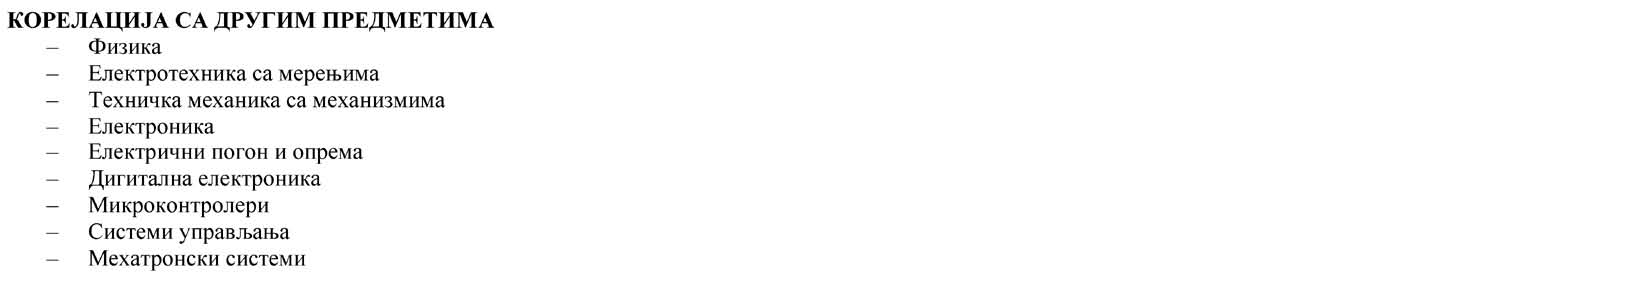 КОРЕЛАЦИЈА СА ДРУГИМ ПРЕДМЕТИМА
– Физика
– Електротехника са мерењима
– Техничка механика са механизмима
– Електроника
– Електрични погон и опрема
– Дигитална електроника
– Микроконтролери
– Системи управљања
– Мехатронски системи